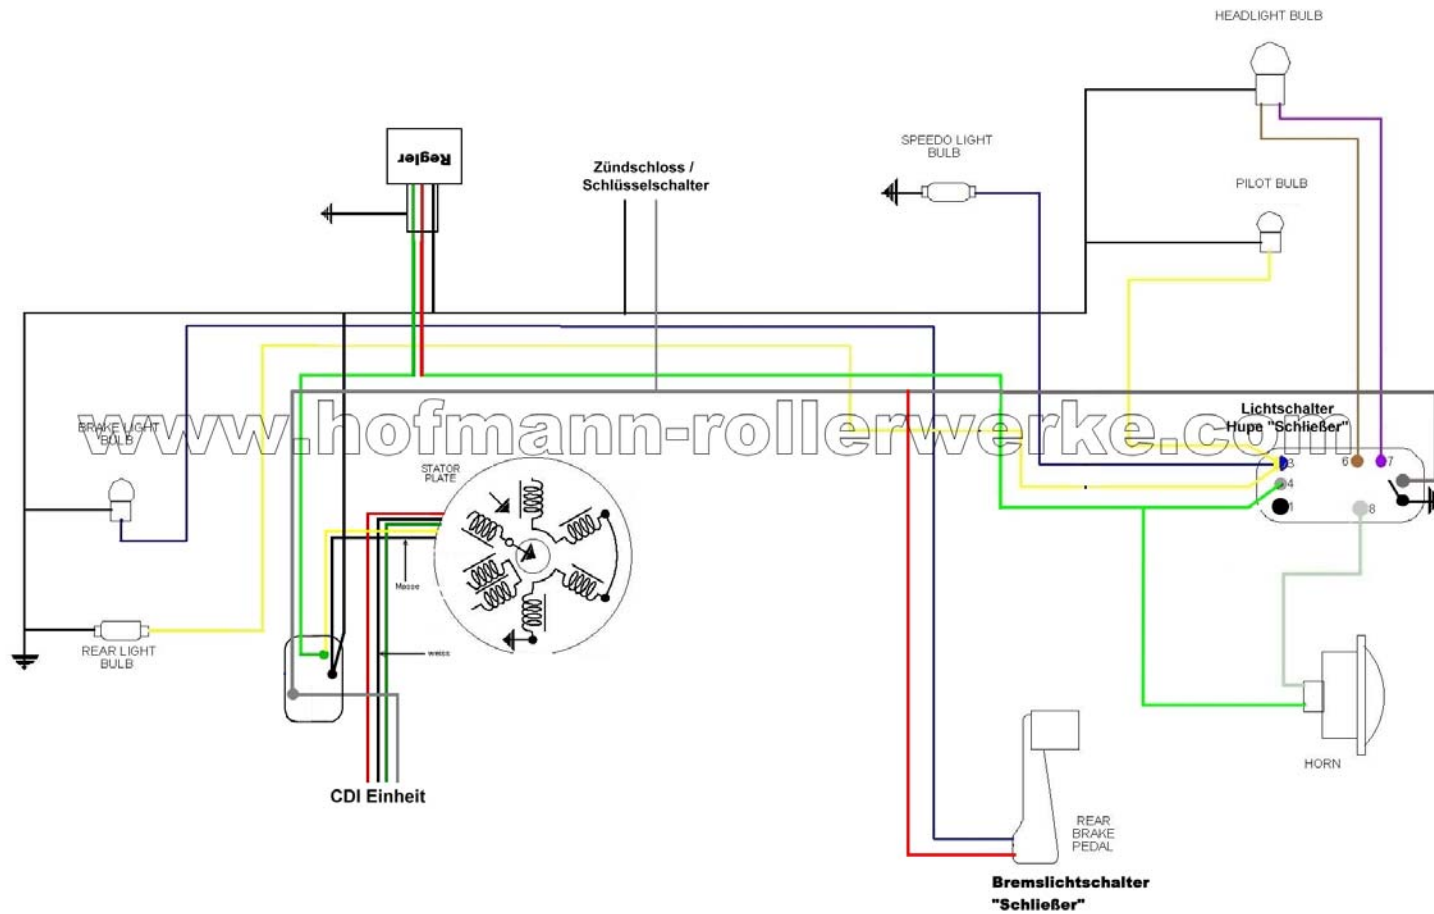 HEADLIGHT BULB
Regler
SPEEDO LIGHT
BULB
Zündschloss /
Schlüsselschalter
PILOT BULB
www.hofmann-rollerwerke.com
BRAKE LIGHT
BULB
Lichtschalter
Hupe "Schließer"
STATOR
PLATE
3
6
7
4
1
8
Masse
weiss
REAR LIGHT
BULB
HORN
CDI Einheit
REAR
BRAKE
PEDAL
Bremslichtschalter
"Schließer"